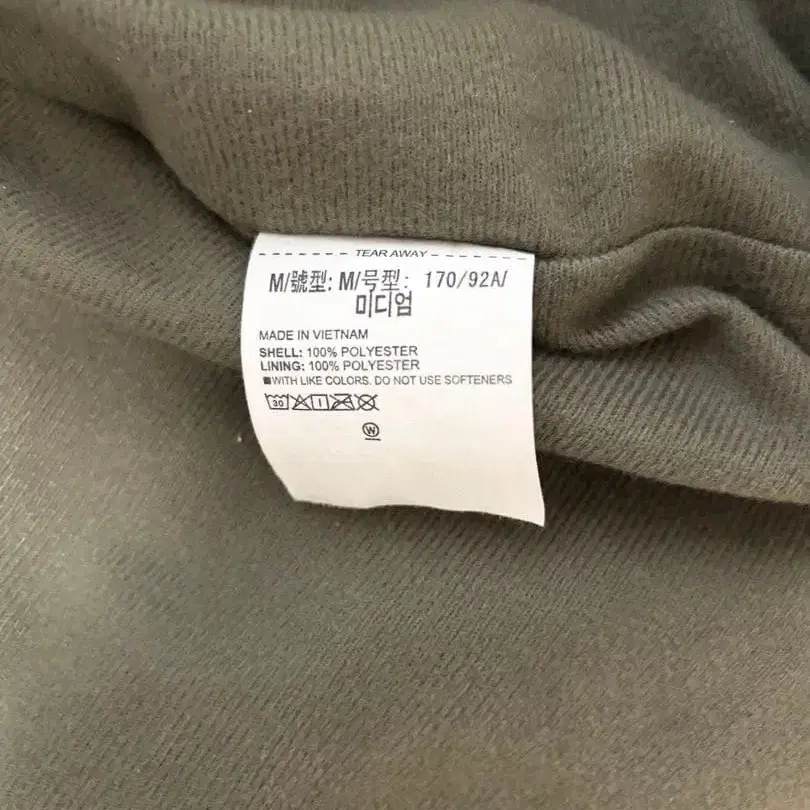 TEAR AWAY
M/號型: M/号型: 170/92A/
미디엄
MADE IN VIETNAM
SHELL: 100% POLYESTER
LINING: 100% POLYESTER
■WITH LIKE COLORS. DO NOT USE SOFTENERS
30
W